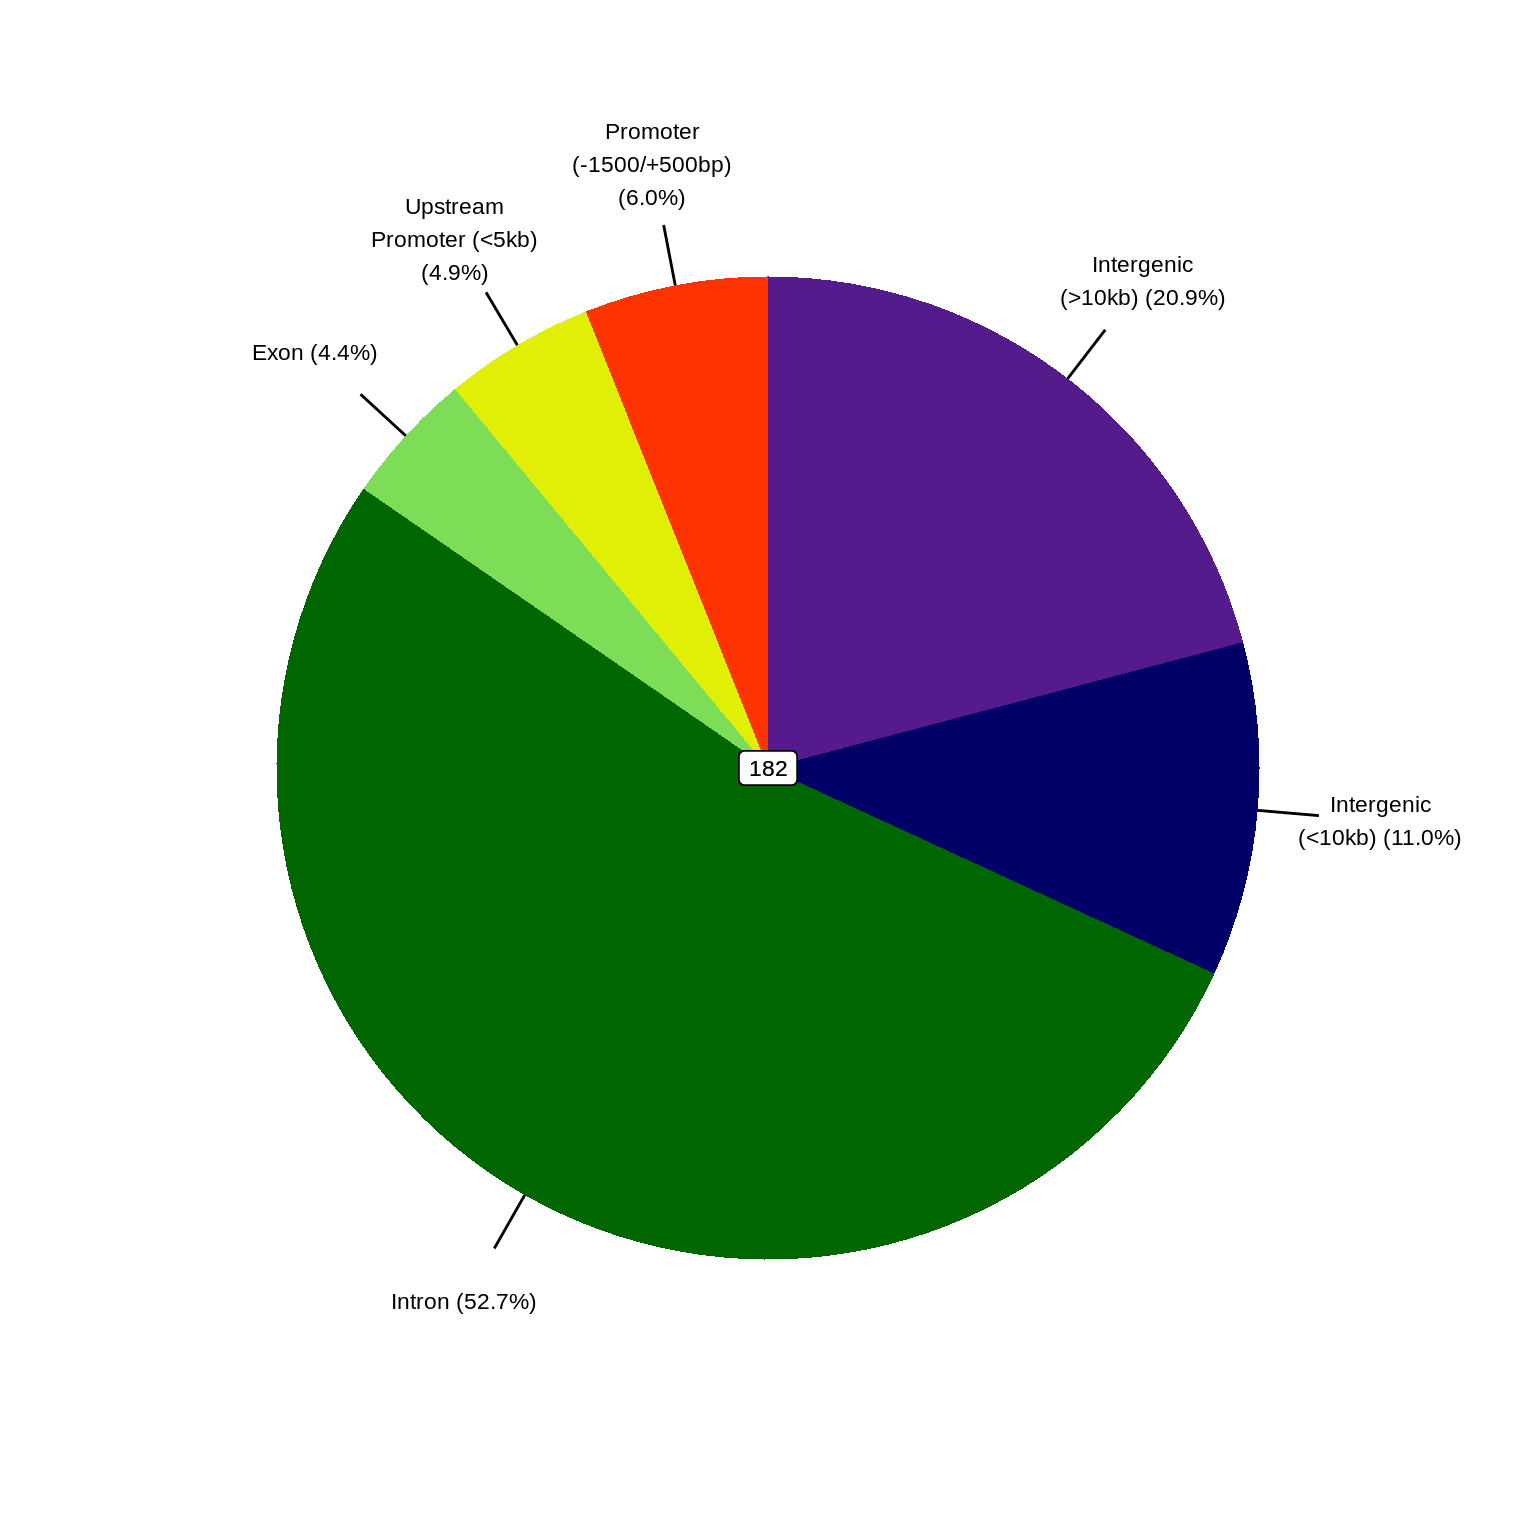 Promoter
(-1500/+500bp)
(6.0%)
Upstream
Promoter (<5kb)
(4.9%)
Intergenic
(>10kb) (20.9%)
Exon (4.4%)
182
Intergenic
(<10kb) (11.0%)
Intron (52.7%)